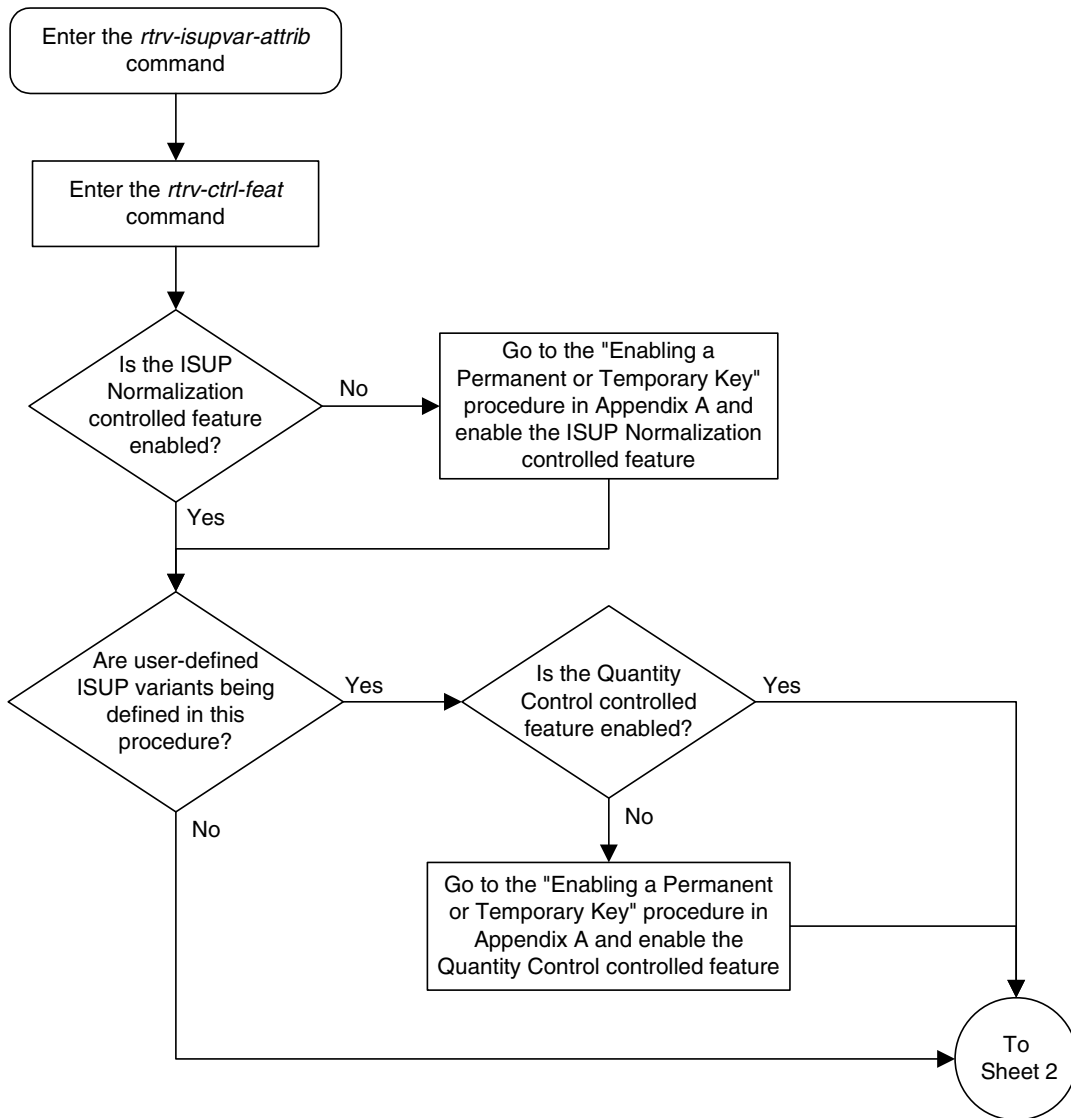 Enter the rtrv-isupvar-attrib
command
Enter the rtrv-ctrl-feat
command
Is the ISUP
Normalization
controlled feature
enabled?
No
Go to the "Enabling a
Permanent or Temporary Key"
procedure in Appendix A and
enable the ISUP Normalization
controlled feature
Yes
Are user-defined
ISUP variants being
defined in this
procedure?
Yes
Is the Quantity
Control controlled
feature enabled?
Yes
No
No
Go to the "Enabling a Permanent
or Temporary Key" procedure in
Appendix A and enable the
Quantity Control controlled feature
To
Sheet 2